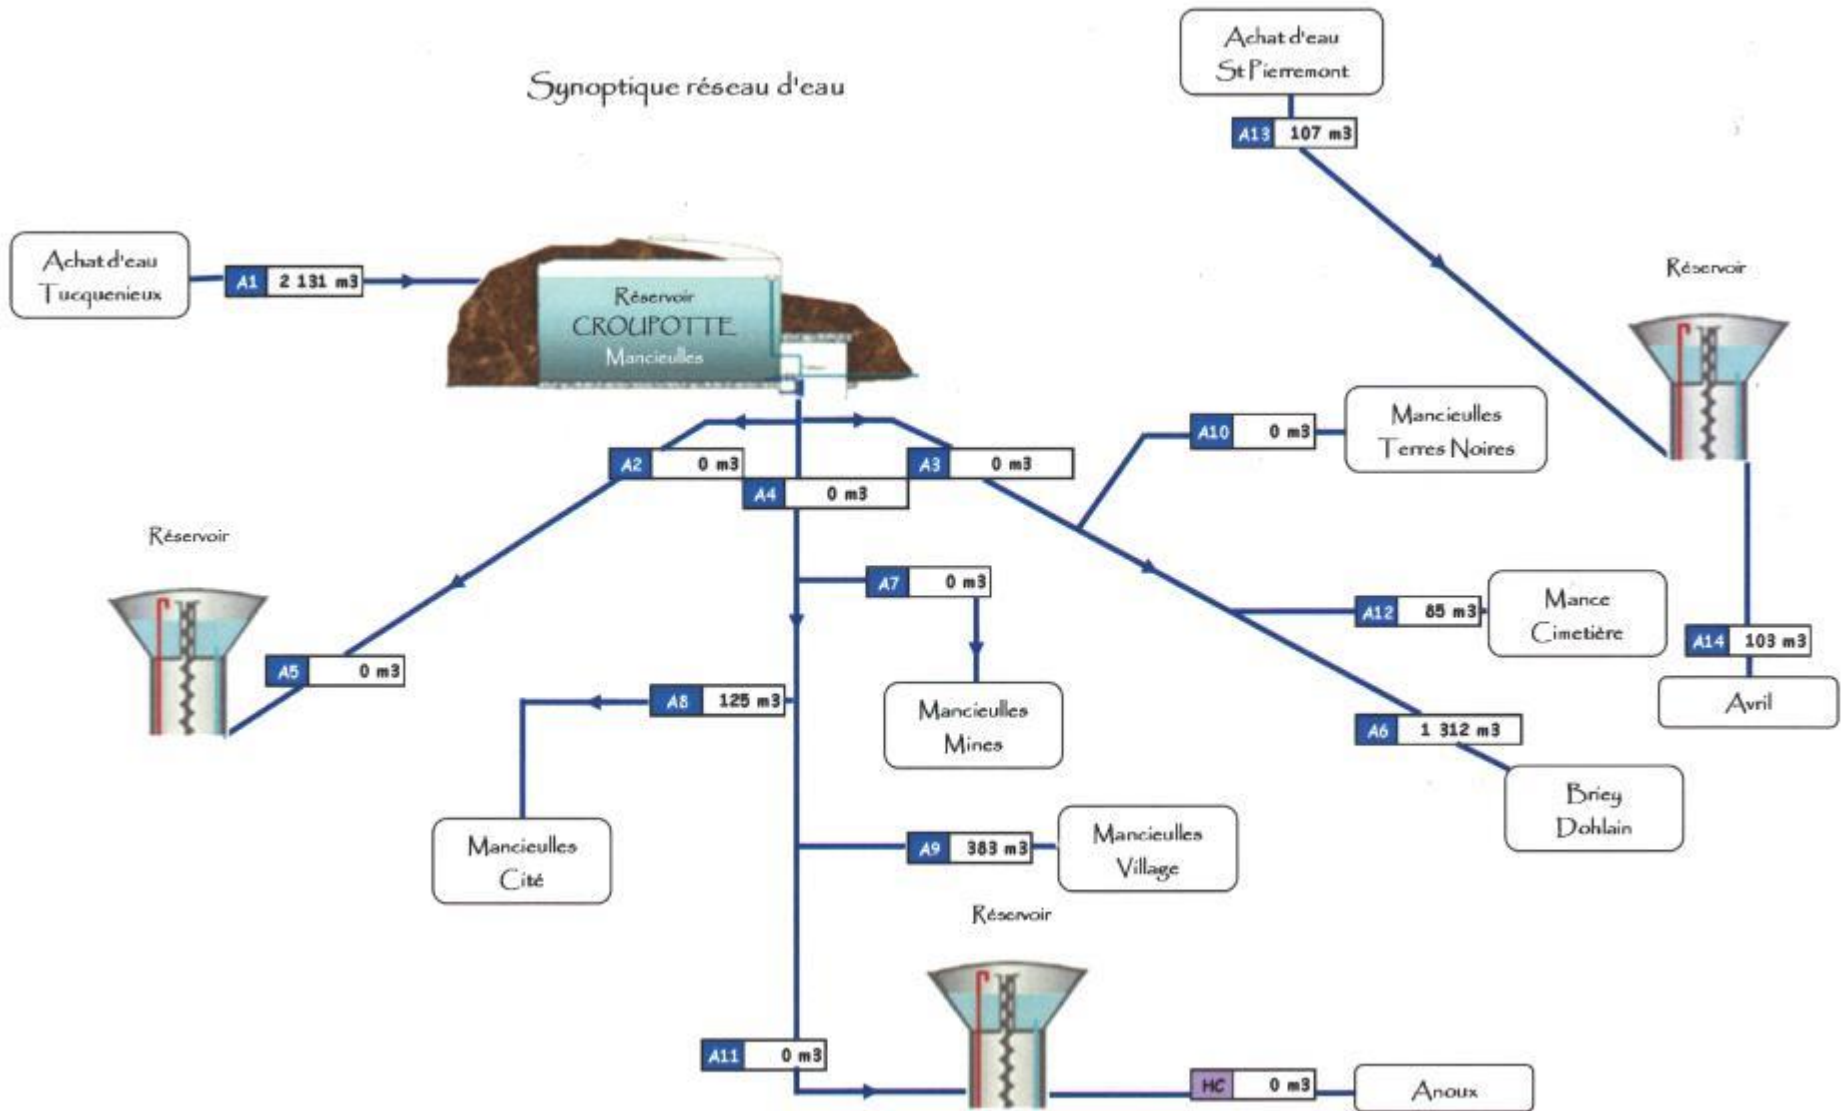 Achat d'eau
St Pierremont
Synoptique réseau d'eau
A13 107 m3
Achat d'eau
Tucquenieux
A1 2 131 m3
Réservoir
CROUPOTTE
Mancieulles
Réservoir
A10 0 m3
Mancieulles
Terres Noires
A2 0 m3
A3 0 m3
A4 0 m3
Réservoir
A7 0 m3
A12 85 m3
Mance
Cimetière
A14 103 m3
A5 0 m3
A8 125 m3
Mancieulles
Mines
Avril
A6 1 312 m3
Briey
Dohlain
Mancieulles
Cité
A9 383 m3
Mancieulles
Village
Réservoir
A11 0 m3
HC 0 m3
Anoux